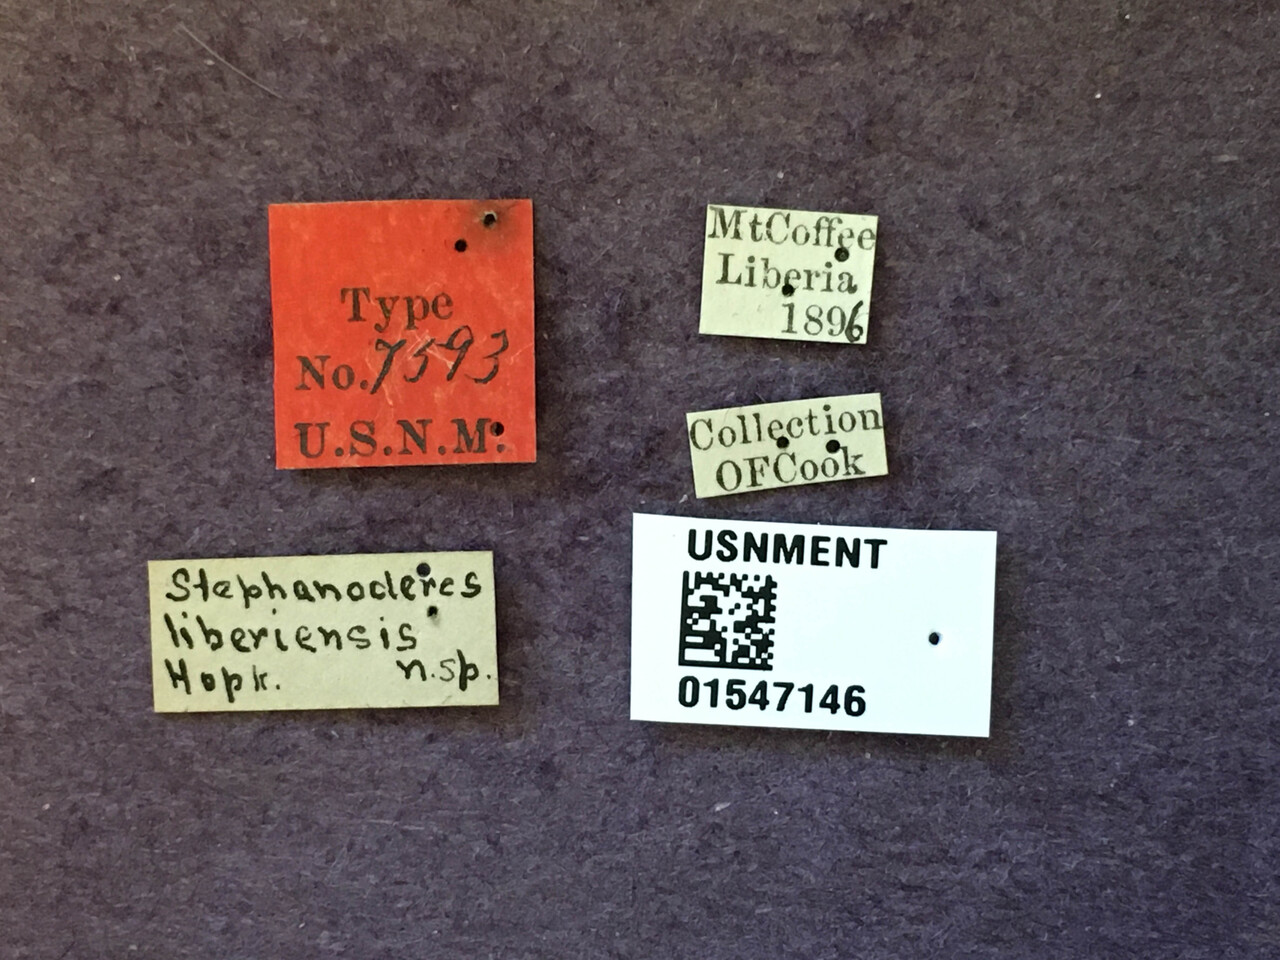 Type
No. 7593
U.S.N.M.
MtCoffee
Liberia
1896
Collection
OFCook
Stephanoderes
liberiensis
Hopk. n.sp.
USNMENT
01547146